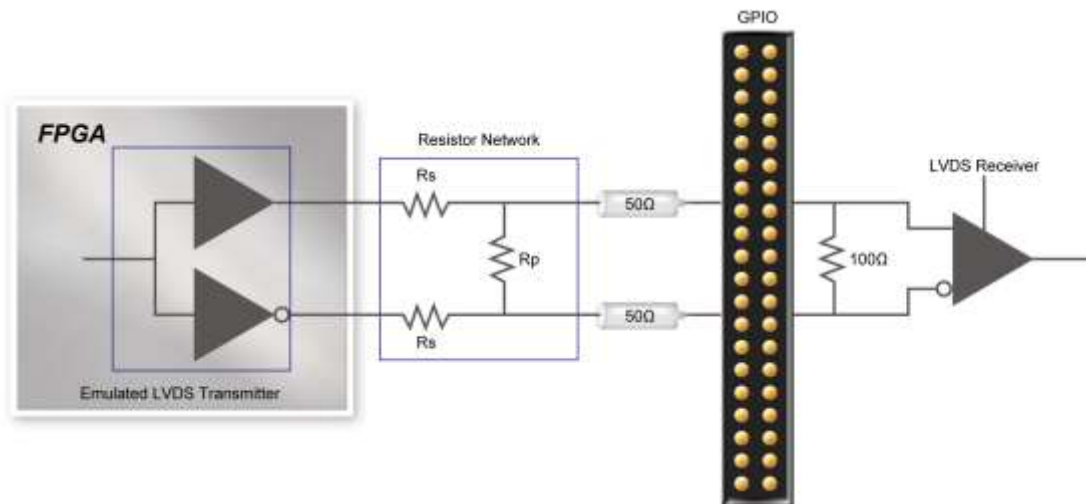 GPIO
FPGA
Resistor Network
Rs
LVDS Receiver
50Ω
Rp
100Ω
50Ω
Rs
Emulated LVDS Transmitter